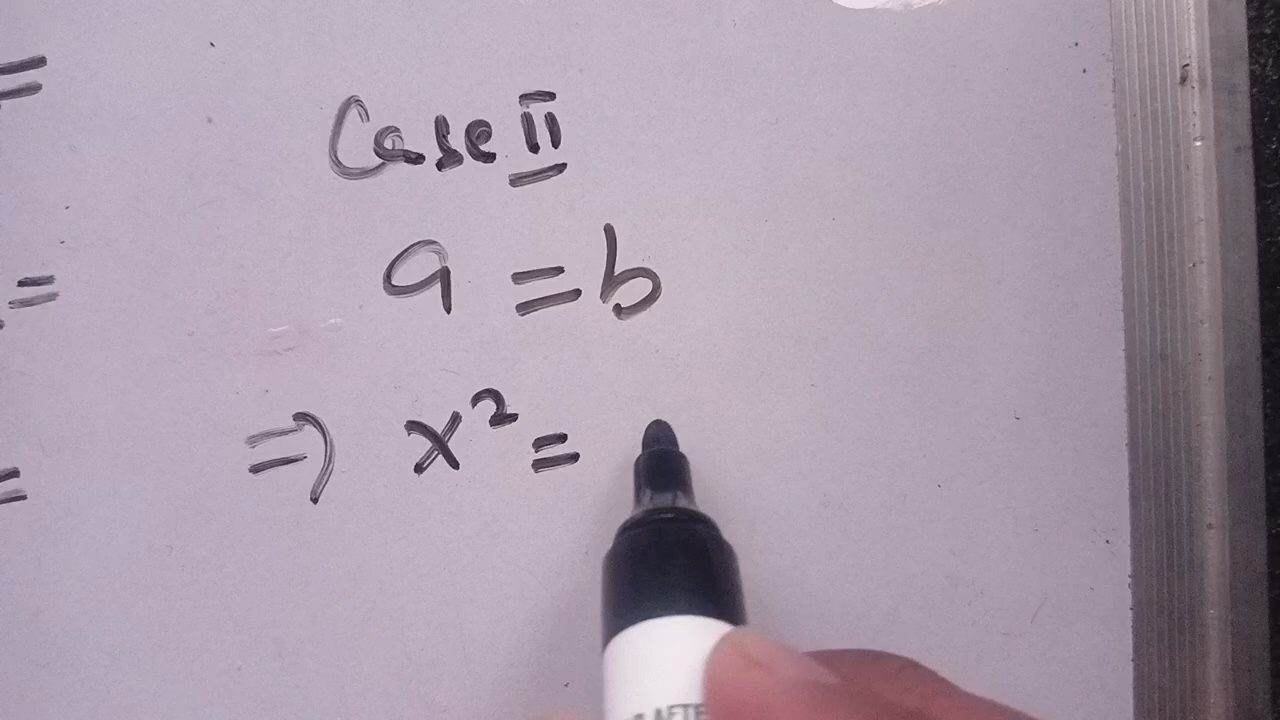 =
Case II
a = b
=
⇒ x² =
=